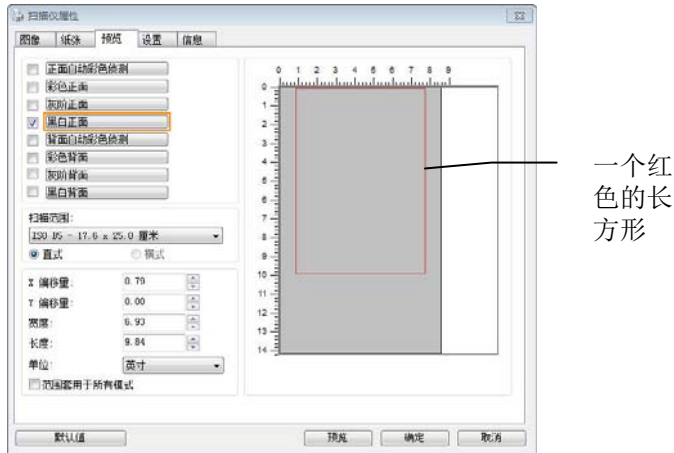 扫描仪属性
图像 纸张 预览 设置 信息
正面自动彩色侦测
彩色正面
灰阶正面
黑白正面
背面自动彩色侦测
彩色背面
灰阶背面
黑白背面
扫描范围:
ISO B5 - 17.6 x 25.0 厘米
直式 横式
X 偏移量: 0.79
Y 偏移量: 0.00
宽度: 6.93
长度: 9.84
单位: 英寸
范围套用于所有模式
0 1 2 3 4 5 6 7 8 9
0
1
2
3
4
5
6
7
8
9
10
11
12
13
14
一个红
色的长
方形
默认值 预览 确定 取消